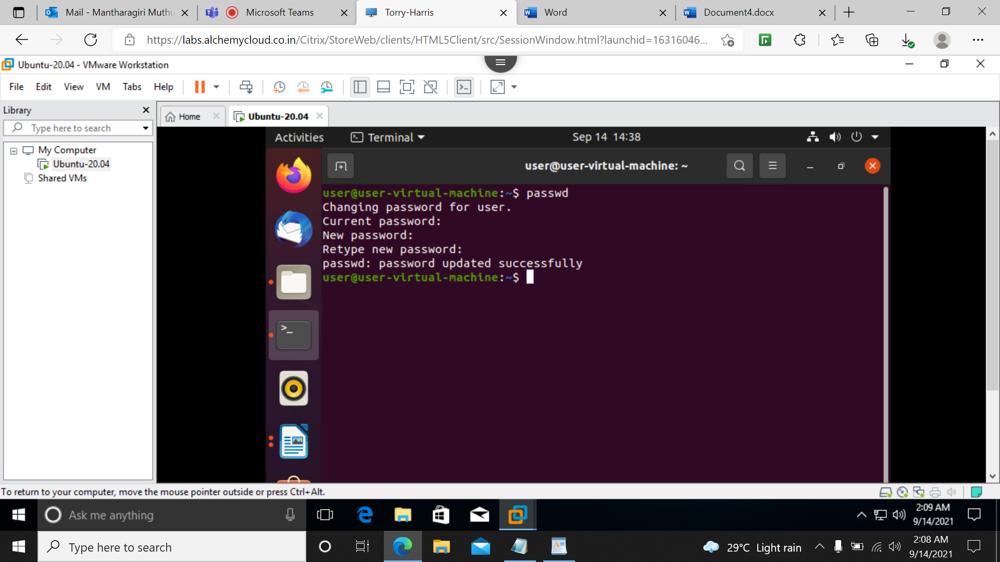 Mail - Mantharagiri Muthu
Microsoft Teams
Torry-Harris
Word
Document4.docx
https://labs.alchemycloud.co.in/Citrix/StoreWeb/clients/HTML5Client/src/SessionWindow.html?launchid=16316046...
Ubuntu-20.04 - VMware Workstation
File Edit View VM Tabs Help
Library
Type here to search
My Computer
Ubuntu-20.04
Shared VMs
Home
Ubuntu-20.04
Activities
Terminal
Sep 14 14:38
user@user-virtual-machine: ~
user@user-virtual-machine:~$ passwd
Changing password for user.
Current password:
New password:
Retype new password:
passwd: password updated successfully
user@user-virtual-machine:~$
To return to your computer, move the mouse pointer outside or press Ctrl+Alt.
Ask me anything
2:09 AM
9/14/2021
Type here to search
29°C Light rain
2:08 AM
9/14/2021